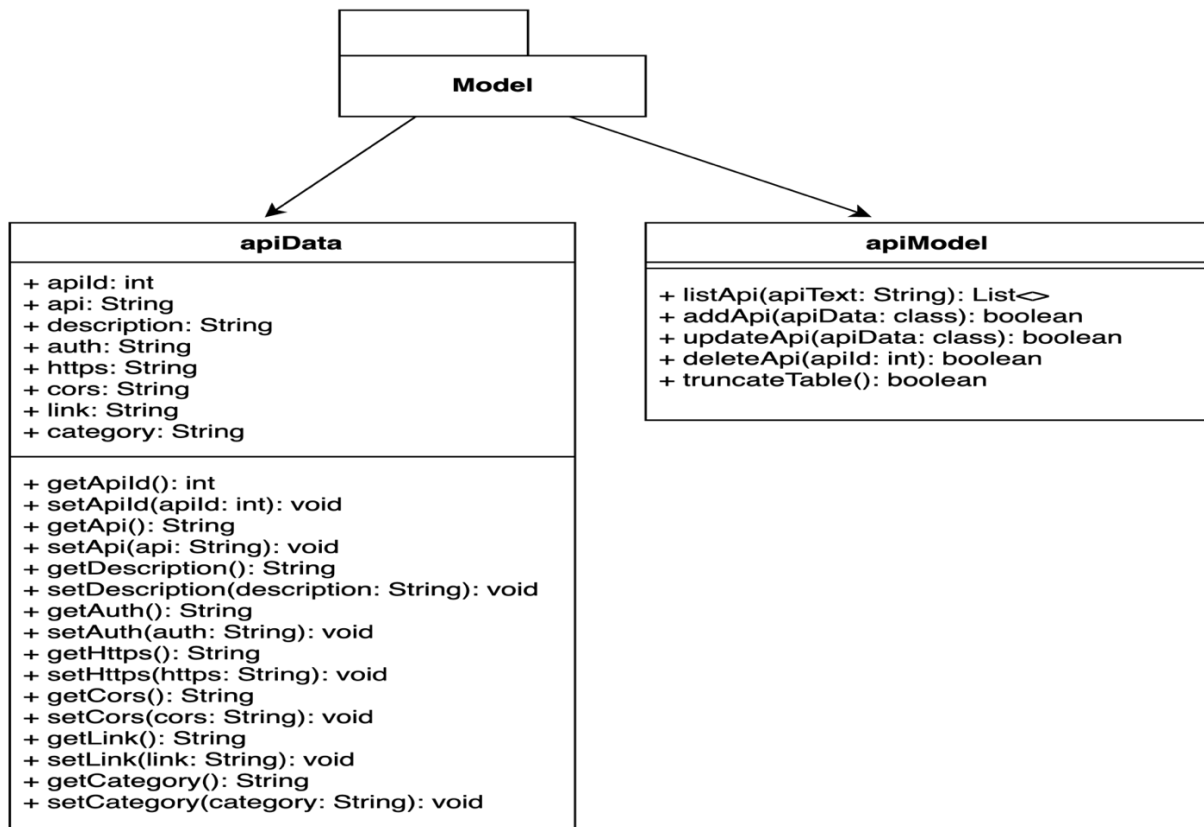 Model
apiData
+ apiId: int
+ api: String
+ description: String
+ auth: String
+ https: String
+ cors: String
+ link: String
+ category: String
+ getApiId(): int
+ setApiId(apiId: int): void
+ getApi(): String
+ setApi(api: String): void
+ getDescription(): String
+ setDescription(description: String): void
+ getAuth(): String
+ setAuth(auth: String): void
+ getHttps(): String
+ setHttps(https: String): void
+ getCors(): String
+ setCors(cors: String): void
+ getLink(): String
+ setLink(link: String): void
+ getCategory(): String
+ setCategory(category: String): void
apiModel
+ listApi(apiText: String): List<>
+ addApi(apiData: class): boolean
+ updateApi(apiData: class): boolean
+ deleteApi(apiId: int): boolean
+ truncateTable(): boolean